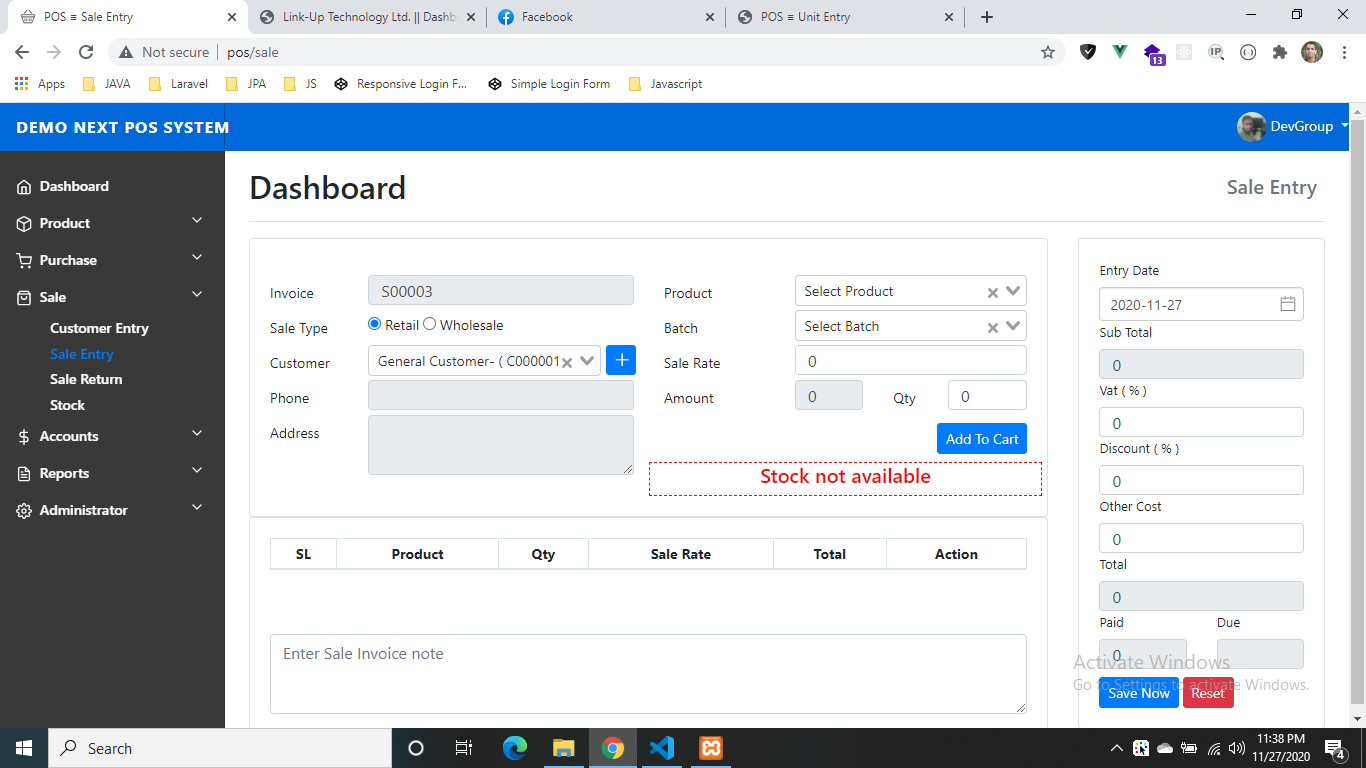 POS ≡ Sale Entry
Link-Up Technology Ltd. || Dashb
Facebook
POS ≡ Unit Entry
Not secure
pos/sale
13
Apps
JAVA
Laravel
JPA
JS
Responsive Login F...
Simple Login Form
Javascript
DEMO NEXT POS SYSTEM
DevGroup
Dashboard
Product
Purchase
Sale
Customer Entry
Sale Entry
Sale Return
Stock
Accounts
Reports
Administrator
Dashboard
Sale Entry
Invoice
S00003
Sale Type
Retail
Wholesale
Customer
General Customer- ( C000001
Phone
Address
Product
Select Product
Batch
Select Batch
Sale Rate
0
Amount
0
Qty
0
Add To Cart
Stock not available
SL
Product
Qty
Sale Rate
Total
Action
Enter Sale Invoice note
Entry Date
2020-11-27
Sub Total
0
Vat ( % )
0
Discount ( % )
0
Other Cost
0
Total
0
Paid
Due
0
Activate Windows
Go to Settings to activate Windows.
Save Now
Reset
Search
11:38 PM
11/27/2020
4